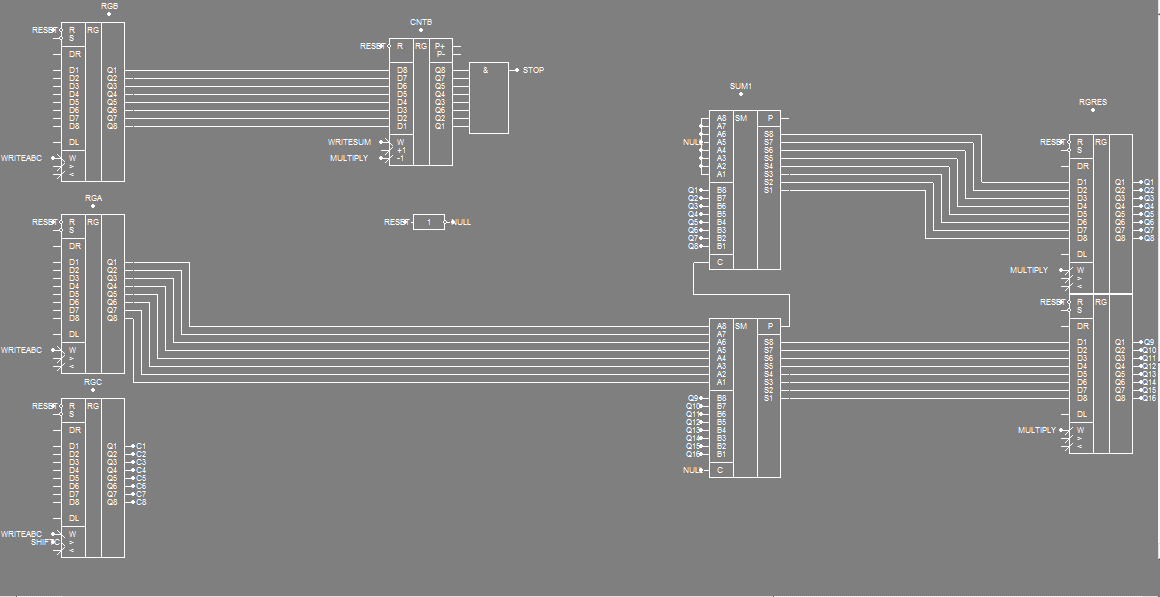 RGB
RESET R RG
S
DR
D1 Q1
D2 Q2
D3 Q3
D4 Q4
D5 Q5
D6 Q6
D7 Q7
D8 Q8
DL
WRITEABC W
>
<
CNTB
RESET R RG P+
P-
D8 Q8
D7 Q7
D6 Q5
D5 Q4
D4 Q3
D3 Q6
D2 Q2
D1 Q1
WRITESUM W
+1
MULTIPLY -1
& STOP
RGA
RESET R RG
S
DR
D1 Q1
D2 Q2
D3 Q3
D4 Q4
D5 Q5
D6 Q6
D7 Q7
D8 Q8
DL
WRITEABC W
>
<
RESET 1 NULL
RGC
RESET R RG
S
DR
D1 Q1 C1
D2 Q2 C2
D3 Q3 C3
D4 Q4 C4
D5 Q5 C5
D6 Q6 C6
D7 Q7 C7
D8 Q8 C8
DL
WRITEABC W
SHIFTC >
<
SUM1
A8 SM P
A7
A6 S8
NULL A5 S7
A4 S6
A3 S5
A2 S4
A1 S3
S2
Q1 B8 S1
Q2 B7
Q3 B6
Q4 B5
Q5 B4
Q6 B3
Q7 B2
Q8 B1
C
A8 SM P
A7
A6 S8
A5 S7
A4 S6
A3 S5
A2 S4
A1 S3
S2
Q9 B8 S1
Q10 B7
Q11 B6
Q12 B5
Q13 B4
Q14 B3
Q15 B2
Q16 B1
NULL C
RGRES
RESET R RG
S
DR
D1 Q1 Q1
D2 Q2 Q2
D3 Q3 Q3
D4 Q4 Q4
D5 Q5 Q5
D6 Q6 Q6
D7 Q7 Q7
D8 Q8 Q8
DL
MULTIPLY W
>
<
RESET R RG
S
DR
D1 Q1 Q9
D2 Q2 Q10
D3 Q3 Q11
D4 Q4 Q12
D5 Q5 Q13
D6 Q6 Q14
D7 Q7 Q15
D8 Q8 Q16
DL
MULTIPLY W
>
<